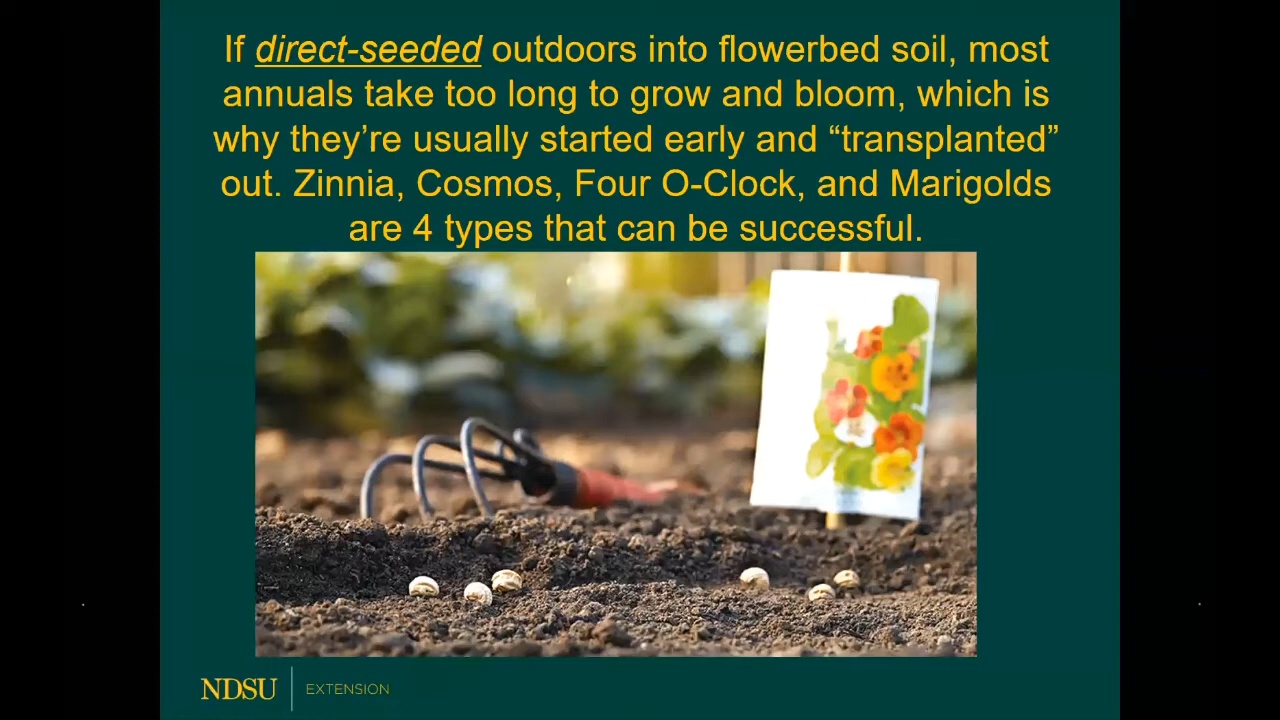 If direct-seeded outdoors into flowerbed soil, most
annuals take too long to grow and bloom, which is
why they’re usually started early and “transplanted”
out. Zinnia, Cosmos, Four O-Clock, and Marigolds
are 4 types that can be successful.
NDSU EXTENSION